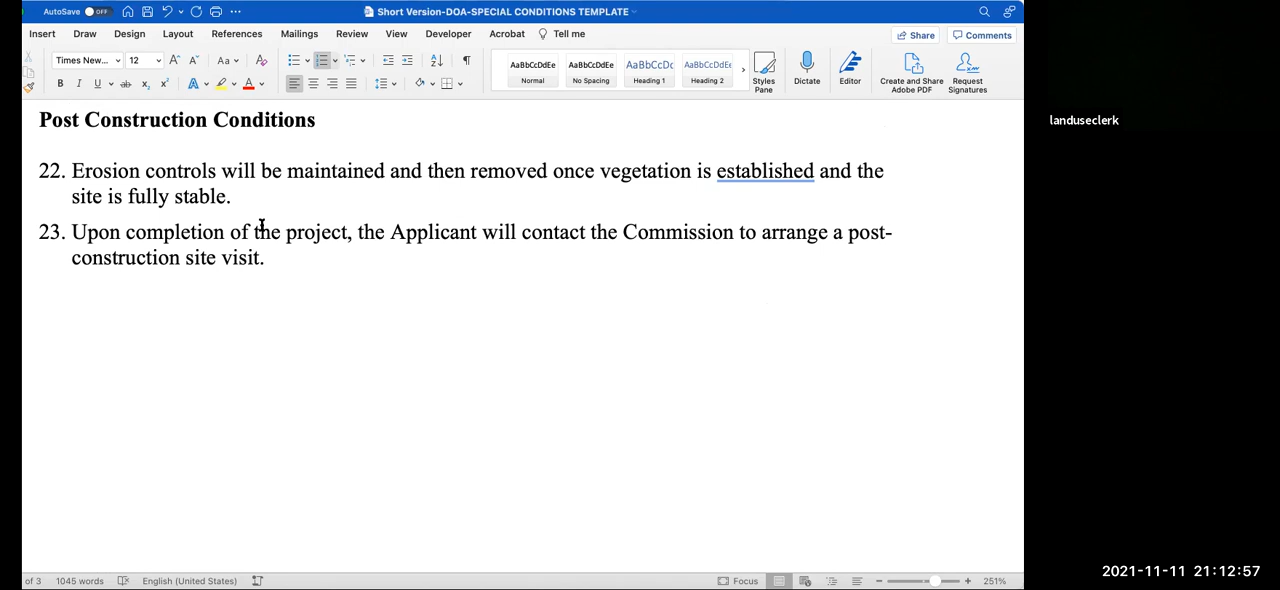 AutoSave OFF
Short Version-DOA-SPECIAL CONDITIONS TEMPLATE
Insert Draw Design Layout References Mailings Review View Developer Acrobat Tell me
Share Comments
Times New... 12 Aa
AaBbCcDdEe AaBbCcDdEe AaBbCcDc AaBbCcDdEe
Normal No Spacing Heading 1 Heading 2
Styles Pane
Dictate
Editor
Create and Share Adobe PDF
Request Signatures
B I U ab x₂ x² A A
Post Construction Conditions
22. Erosion controls will be maintained and then removed once vegetation is established and the
site is fully stable.
23. Upon completion of the project, the Applicant will contact the Commission to arrange a post-
construction site visit.
of 3 1045 words English (United States) Focus 251%
landuseclerk
2021-11-11 21:12:57